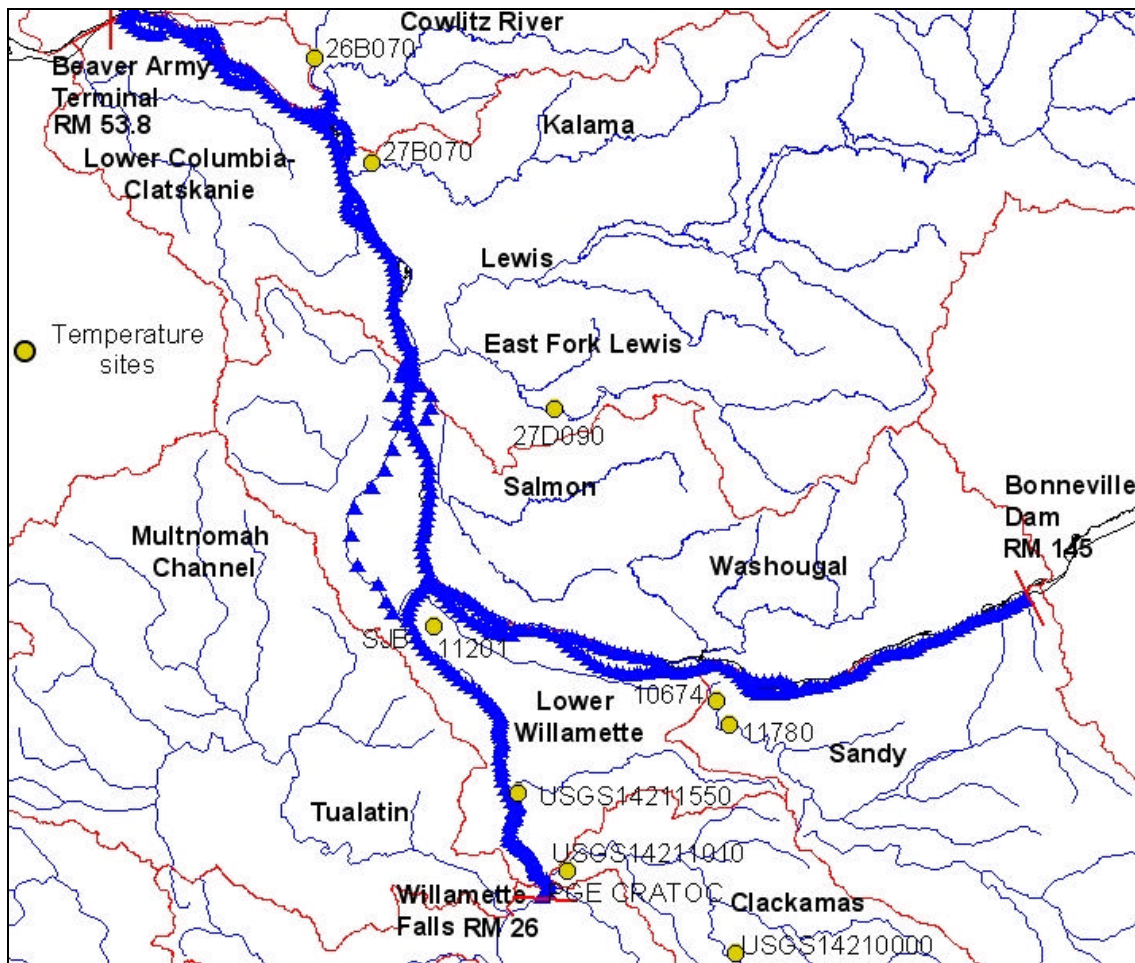 Cowlitz River
26B070
Beaver Army
Terminal
RM 53.8
Kalama
27B070
Lower Columbia-
Clatskanie
Lewis
Temperature
sites
East Fork Lewis
27D090
Salmon
Bonneville
Dam
RM 145
Multnomah
Channel
Washougal
SJB
11201
10674
Lower
Willamette
11780
Sandy
USGS14211550
Tualatin
USGS14211010
PGE CRATOC
Willamette
Falls RM 26
Clackamas
USGS14210000